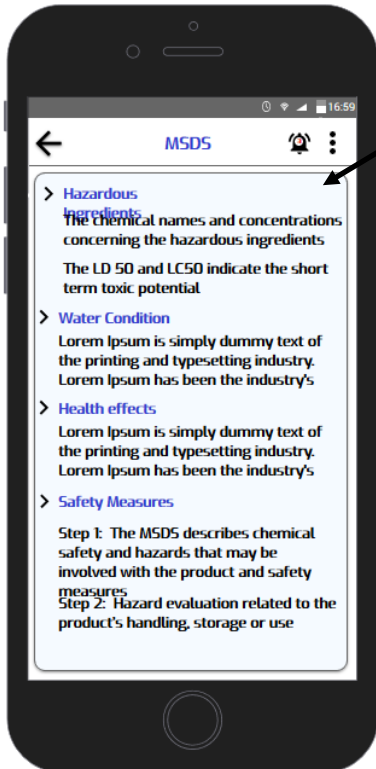 16:59
MSDS
Hazardous
Ingredients
The chemical names and concentrations
concerning the hazardous ingredients
The LD 50 and LC50 indicate the short
term toxic potential
Water Condition
Lorem Ipsum is simply dummy text of
the printing and typesetting industry.
Lorem Ipsum has been the industry's
Health effects
Lorem Ipsum is simply dummy text of
the printing and typesetting industry.
Lorem Ipsum has been the industry's
Safety Measures
Step 1: The MSDS describes chemical
safety and hazards that may be
involved with the product and safety
measures
Step 2: Hazard evaluation related to the
product's handling, storage or use